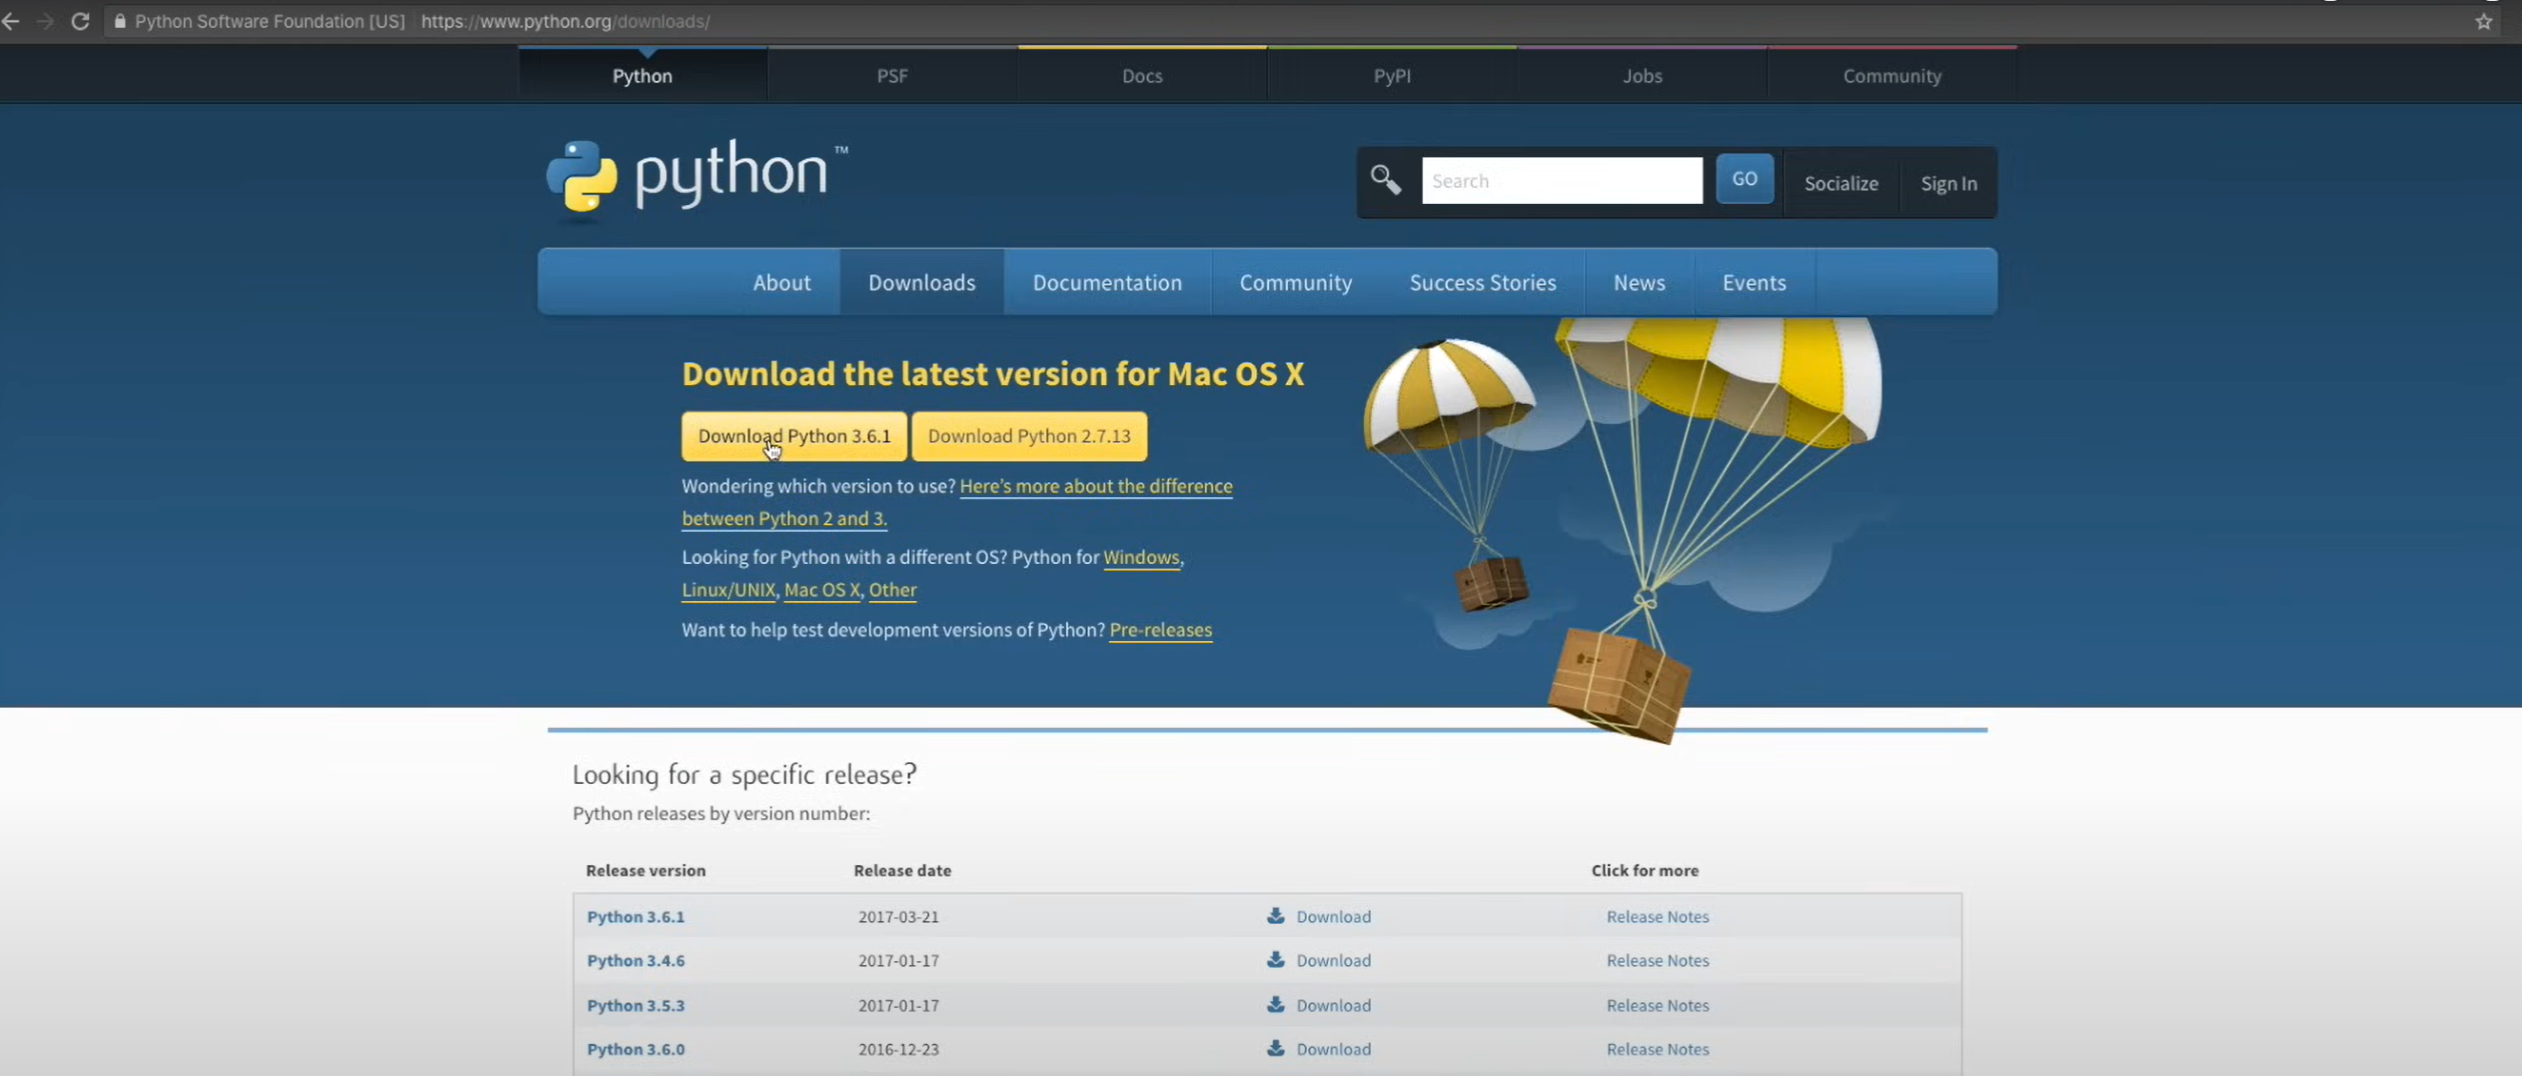 Python Software Foundation [US] https://www.python.org/downloads/
Python PSF Docs PyPI Jobs Community
python™
Search GO Socialize Sign In
About Downloads Documentation Community Success Stories News Events
Download the latest version for Mac OS X
Download Python 3.6.1 Download Python 2.7.13
Wondering which version to use? Here's more about the difference
between Python 2 and 3.
Looking for Python with a different OS? Python for Windows,
Linux/UNIX, Mac OS X, Other
Want to help test development versions of Python? Pre-releases
Looking for a specific release?
Python releases by version number:
Release version Release date Click for more
Python 3.6.1 2017-03-21 Download Release Notes
Python 3.4.6 2017-01-17 Download Release Notes
Python 3.5.3 2017-01-17 Download Release Notes
Python 3.6.0 2016-12-23 Download Release Notes